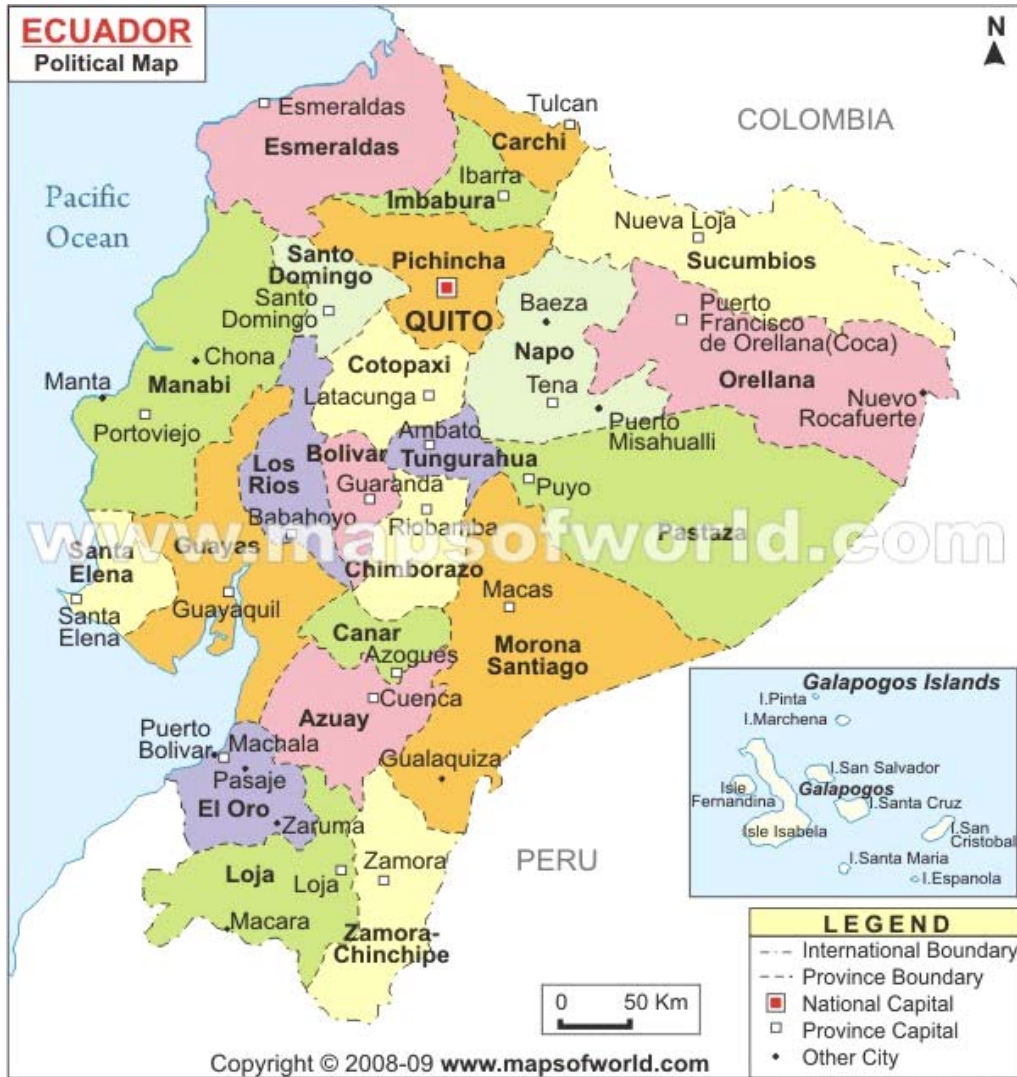 ECUADOR
Political Map
N
Tulcan
COLOMBIA
Esmeraldas
Esmeraldas
Carchi
Ibarra
Imbabura
Pacific
Ocean
Nueva Loja
Sucumbios
Santo
Domingo
Pichincha
Santo
Domingo
QUITO
Baeza
Puerto
Francisco
de Orellana(Coca)
Napo
Cotopaxi
Chona
Manabi
Manta
Latacunga
Tena
Orellana
Nuevo
Rocafuerte
Portoviejo
Puerto
Misahualli
Ambato
Tungurahua
Bolivar
Los
Rios
Guaranda
Puyo
Babahoyo
Riobamba
Pastaza
www.mapsofworld.com
Guayas
Santa
Elena
Chimborazo
Macas
Guayaquil
Santa
Elena
Canar
Azogues
Morona
Santiago
Cuenca
Azuay
Puerto
Bolivar
Machala
Pasaje
Gualaquiza
El Oro
Zaruma
Loja
Loja
Zamora
PERU
Macara
Zamora-
Chinchipe
Galapogos Islands
I.Pinta
I.Marchena
I.San Salvador
Isle
Fernandina
Galapogos
I.Santa Cruz
Isle Isabela
I.San
Cristobal
I.Santa Maria
I.Espanola
LEGEND
International Boundary
Province Boundary
National Capital
Province Capital
Other City
0 50 Km
Copyright © 2008-09 www.mapsofworld.com